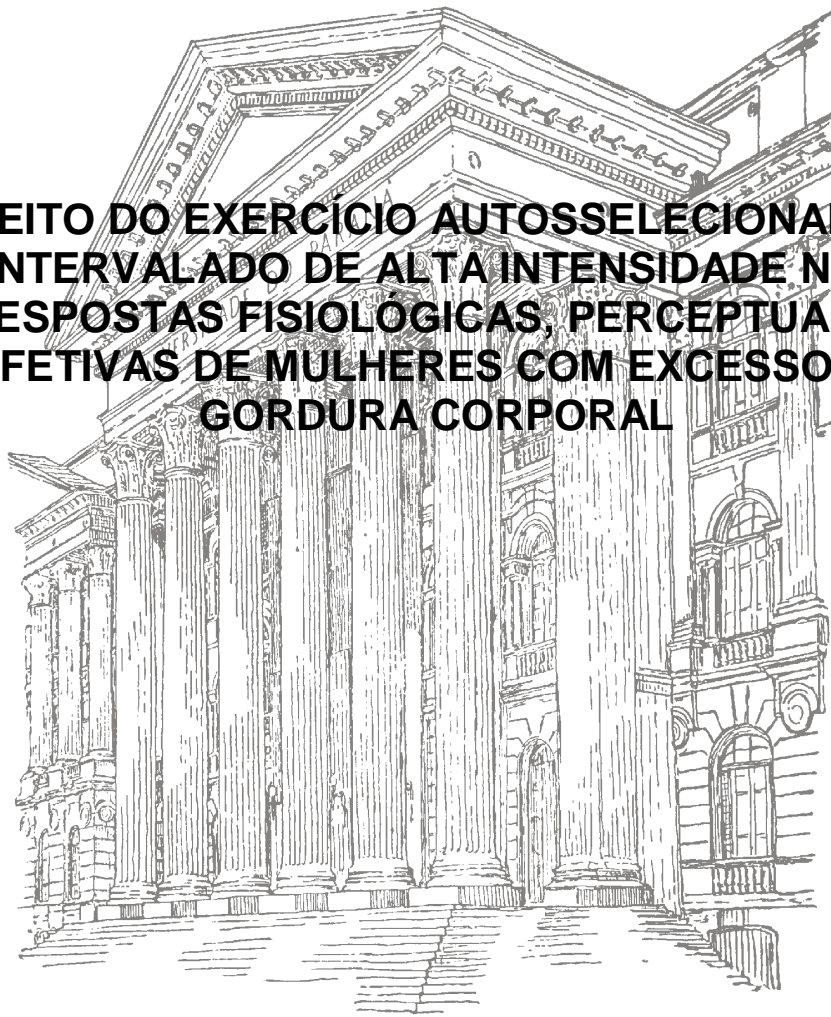 EITO DO EXERCÍCIO AUTOSSELECIONA
NTERVALADO DE ALTA INTENSIDADE N
ESPOSTAS FISIOLÓGICAS, PERCEPTUA
FETIVAS DE MULHERES COM EXCESSO
GORDURA CORPORAL